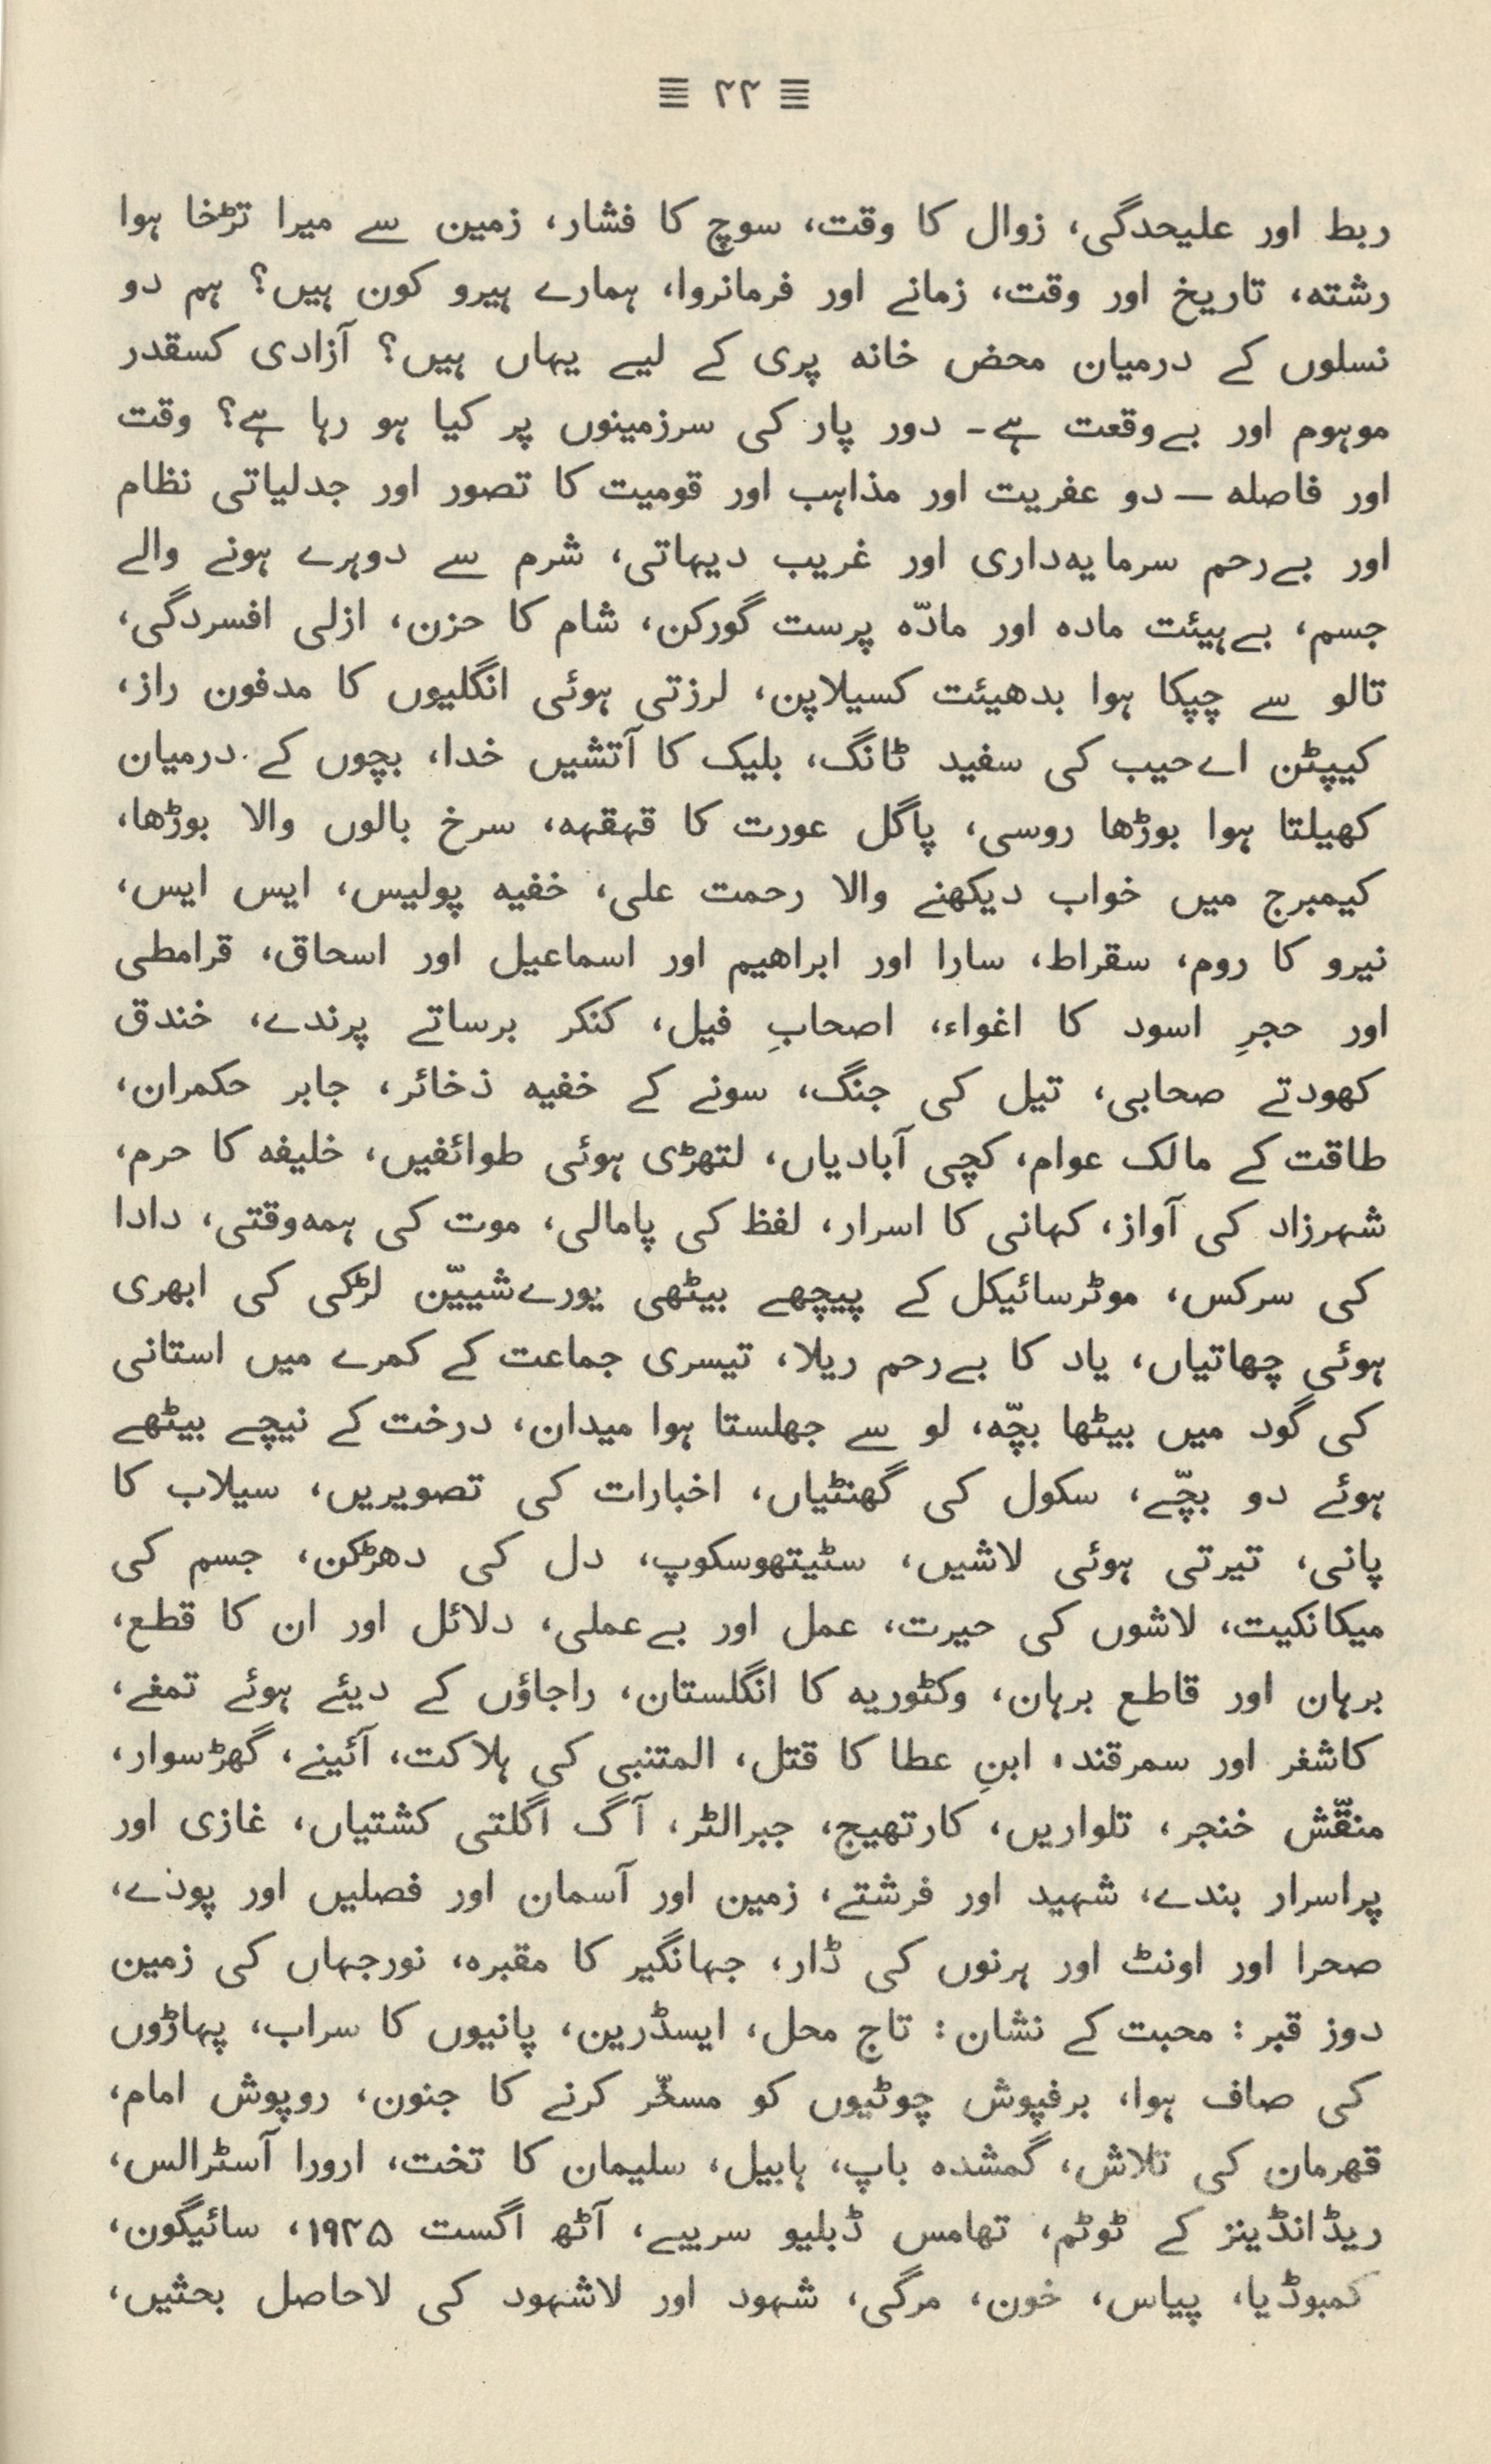 ≡ ۲۲ ≡
ربط اور علیحدگی، زوال کا وقت، سوچ کا فشار، زمین سے میرا تڑخا ہوا
رشتہ، تاریخ اور وقت، زمانے اور فرمانروا، ہمارے ہیرو کون ہیں؟ ہم دو
نسلوں کے درمیان محض خانہ پری کے لیے یہاں ہیں؟ آزادی کسقدر
موہوم اور بےوقعت ہے۔ دور پار کی سرزمینوں پر کیا ہو رہا ہے؟ وقت
اور فاصلہ — دو عفریت اور مذاہب اور قومیت کا تصور اور جدلیاتی نظام
اور بےرحم سرمایہ‌داری اور غریب دیہاتی، شرم سے دوہرے ہونے والے
جسم، بےہیئت مادہ اور مادّہ پرست گورکن، شام کا حزن، ازلی افسردگی،
تالو سے چپکا ہوا بدھیئت کسیلاپن، لرزتی ہوئی انگلیوں کا مدفون راز،
کیپٹن اےحیب کی سفید ٹانگ، بلیک کا آتشیں خدا، بچوں کے درمیان
کھیلتا ہوا بوڑھا روسی، پاگل عورت کا قہقہہ، سرخ بالوں والا بوڑھا،
کیمبرج میں خواب دیکھنے والا رحمت علی، خفیہ پولیس، ایس ایس،
نیرو کا روم، سقراط، سارا اور ابراھیم اور اسماعیل اور اسحاق، قرامطی
اور حجرِ اسود کا اغواء، اصحابِ فیل، کنکر برساتے پرندے، خندق
کھودتے صحابی، تیل کی جنگ، سونے کے خفیہ ذخائر، جابر حکمران،
طاقت کے مالک عوام، کچی آبادیاں، لتھڑی ہوئی طوائفیں، خلیفہ کا حرم،
شہرزاد کی آواز، کہانی کا اسرار، لفظ کی پامالی، موت کی ہمہ‌وقتی، دادا
کی سرکس، موٹرسائیکل کے پیچھے بیٹھی یورےشییّن لڑکی کی ابھری
ہوئی چھاتیاں، یاد کا بےرحم ریلا، تیسری جماعت کے کمرے میں استانی
کی گود میں بیٹھا بچّہ، لو سے جھلستا ہوا میدان، درخت کے نیچے بیٹھے
ہوئے دو بچّے، سکول کی گھنٹیاں، اخبارات کی تصویریں، سیلاب کا
پانی، تیرتی ہوئی لاشیں، سٹیتھوسکوپ، دل کی دھڑکن، جسم کی
میکانکیت، لاشوں کی حیرت، عمل اور بےعملی، دلائل اور ان کا قطع،
برہان اور قاطع برہان، وکٹوریہ کا انگلستان، راجاؤں کے دیئے ہوئے تمغے،
کاشغر اور سمرقند، ابنِ عطا کا قتل، المتنبی کی ہلاکت، آئینے، گھڑسوار،
منقّش خنجر، تلواریں، کارتھیج، جبرالٹر، آگ اگلتی کشتیاں، غازی اور
پراسرار بندے، شہید اور فرشتے، زمین اور آسمان اور فصلیں اور پودے،
صحرا اور اونٹ اور ہرنوں کی ڈار، جہانگیر کا مقبرہ، نورجہاں کی زمین
دوز قبر : محبت کے نشان : تاج محل، ایسڈرین، پانیوں کا سراب، پہاڑوں
کی صاف ہوا، برفپوش چوٹیوں کو مسخّر کرنے کا جنون، روپوش امام،
قھرمان کی تلاش، گمشدہ باپ، ہابیل، سلیمان کا تخت، ارورا آسٹرالس،
ریڈانڈینز کے ٹوٹم، تھامس ڈبلیو سرپیے، آٹھ اگست ۱۹۲۵، سائیگون،
کمبوڈیا، پیاس، خون، مرگی، شہود اور لاشہود کی لاحاصل بحثیں،